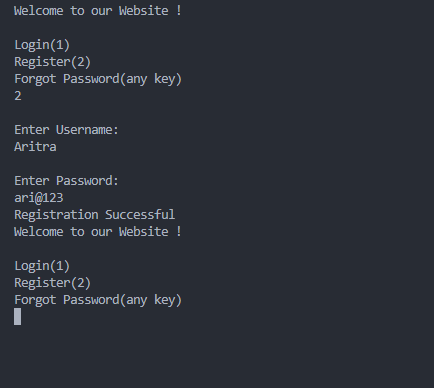 Welcome to our Website !
Login(1)
Register(2)
Forgot Password(any key)
2
Enter Username:
Aritra
Enter Password:
ari@123
Registration Successful
Welcome to our Website !
Login(1)
Register(2)
Forgot Password(any key)